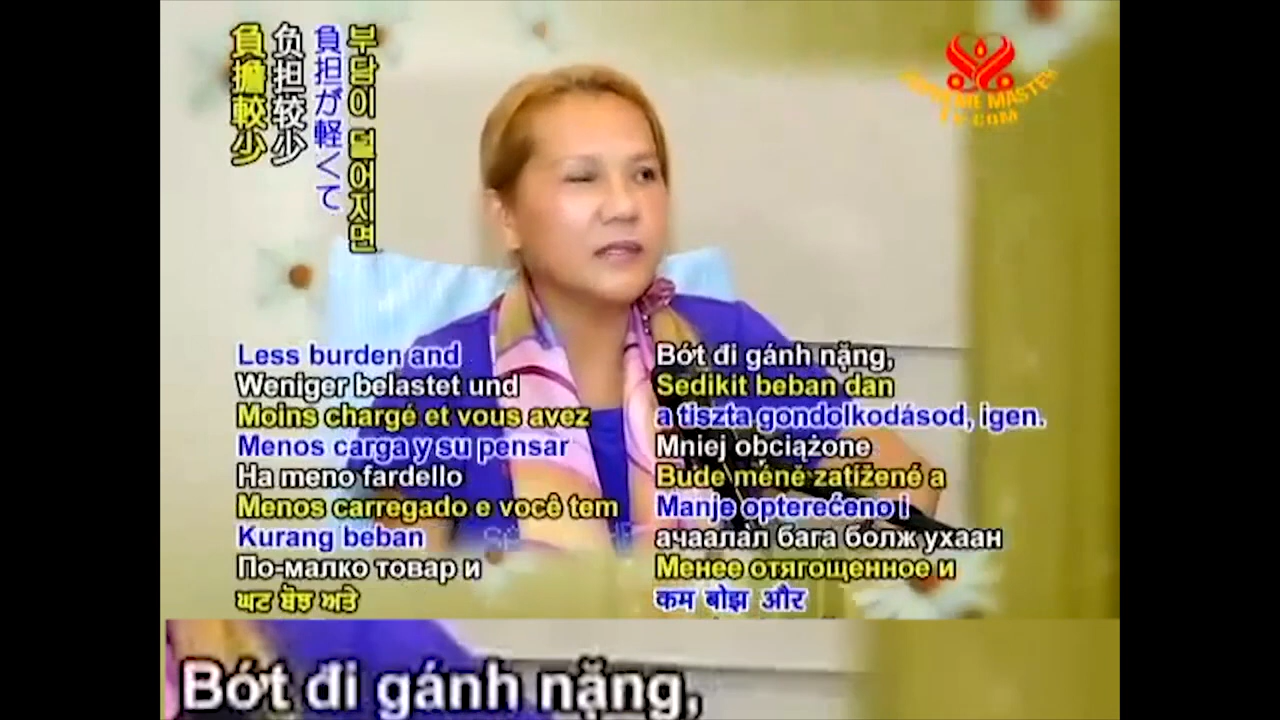 負擔較少
负担较少
負担が軽くて
부담이 덜어지면
SUPREME MASTER
TV.COM
Less burden and
Weniger belastet und
Moins chargé et vous avez
Menos carga y su pensar
Ha meno fardello
Menos carregado e você tem
Kurang beban
По-малко товар и
ਘਟ ਬੋਝ ਅਤੇ
Bớt đi gánh nặng,
Sedikit beban dan
a tiszta gondolkodásod, igen.
Mniej obciążone
Bude méně zatížené a
Manje opterećeno i
ачаалал бага болж ухаан
Менее отягощенное и
कम बोझ और
Bớt đi gánh nặng,